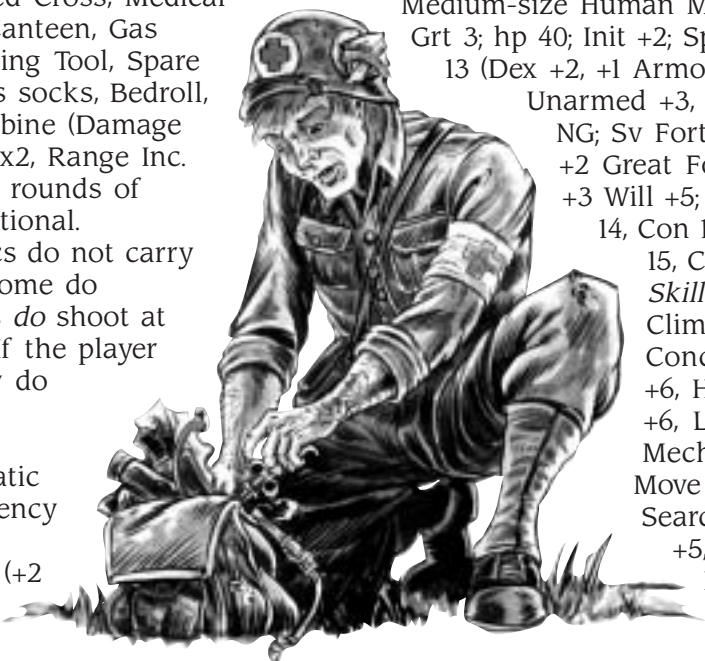 ed Cross, Medical
Canteen, Gas
ing Tool, Spare
s socks, Bedroll,
bine (Damage
x2, Range Inc.
rounds of
tional.
cs do not carry
ome do
s do shoot at
f the player
y do
atic
ency
(+2
Medium-size Human M
Grt 3; hp 40; Init +2; Sp
13 (Dex +2, +1 Armo
Unarmed +3,
NG; Sv Fort
+2 Great Fo
+3 Will +5;
14, Con 1
15, C
Skill
Clim
Conc
+6, H
+6, L
Mech
Move
Searc
+5,